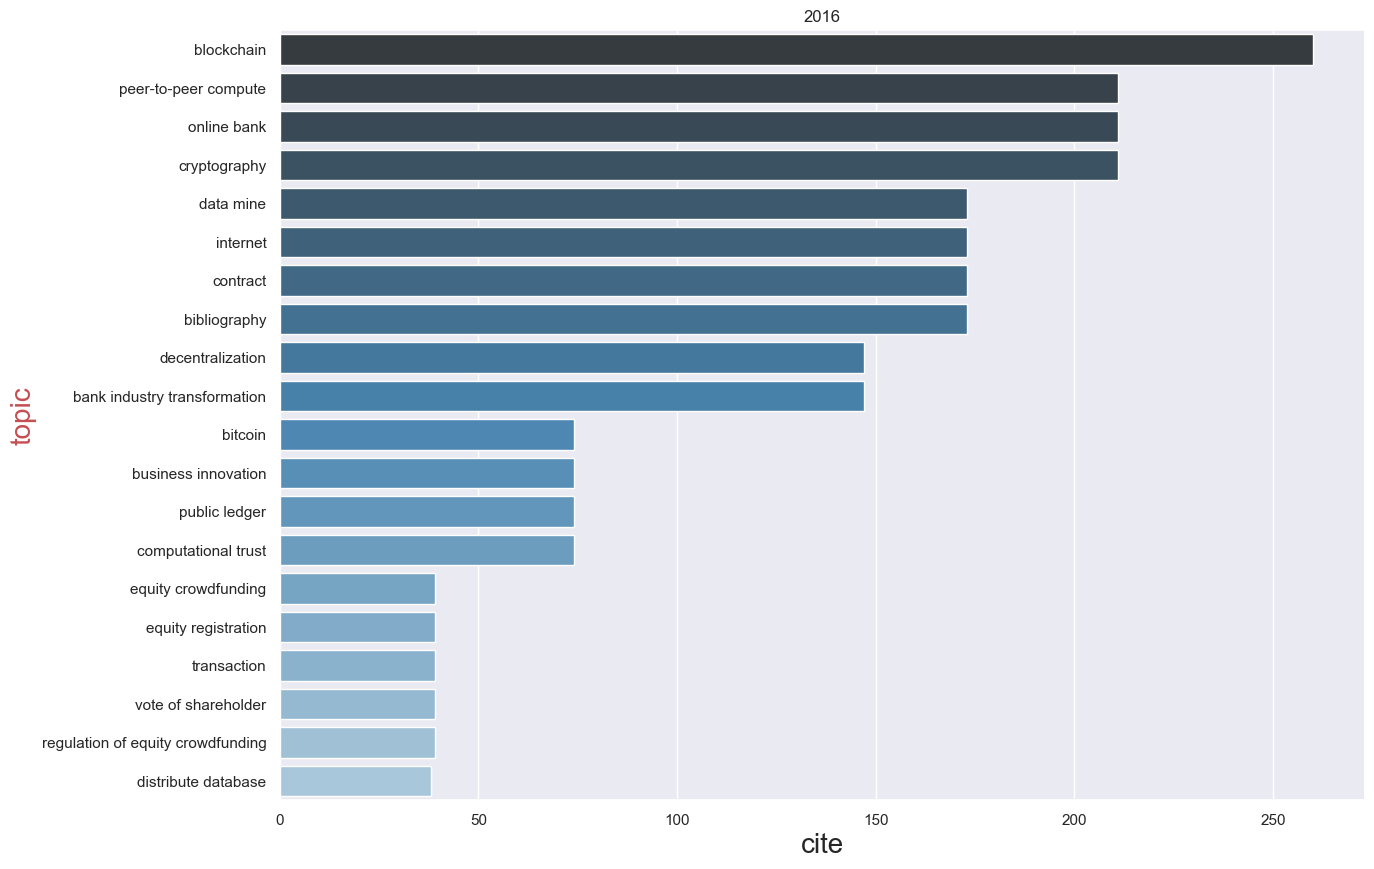 2016
blockchain
peer-to-peer compute
online bank
cryptography
data mine
internet
contract
bibliography
decentralization
bank industry transformation
bitcoin
business innovation
public ledger
computational trust
equity crowdfunding
equity registration
transaction
vote of shareholder
regulation of equity crowdfunding
distribute database
topic
0 50 100 150 200 250
cite